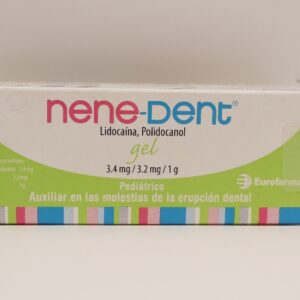 nene-Dent®
Lidocaína, Polidocanol
gel
3.4 mg / 3.2 mg / 1 g
Pediátrico
Auxiliar en las molestias de la erupción dental
Eurofarma